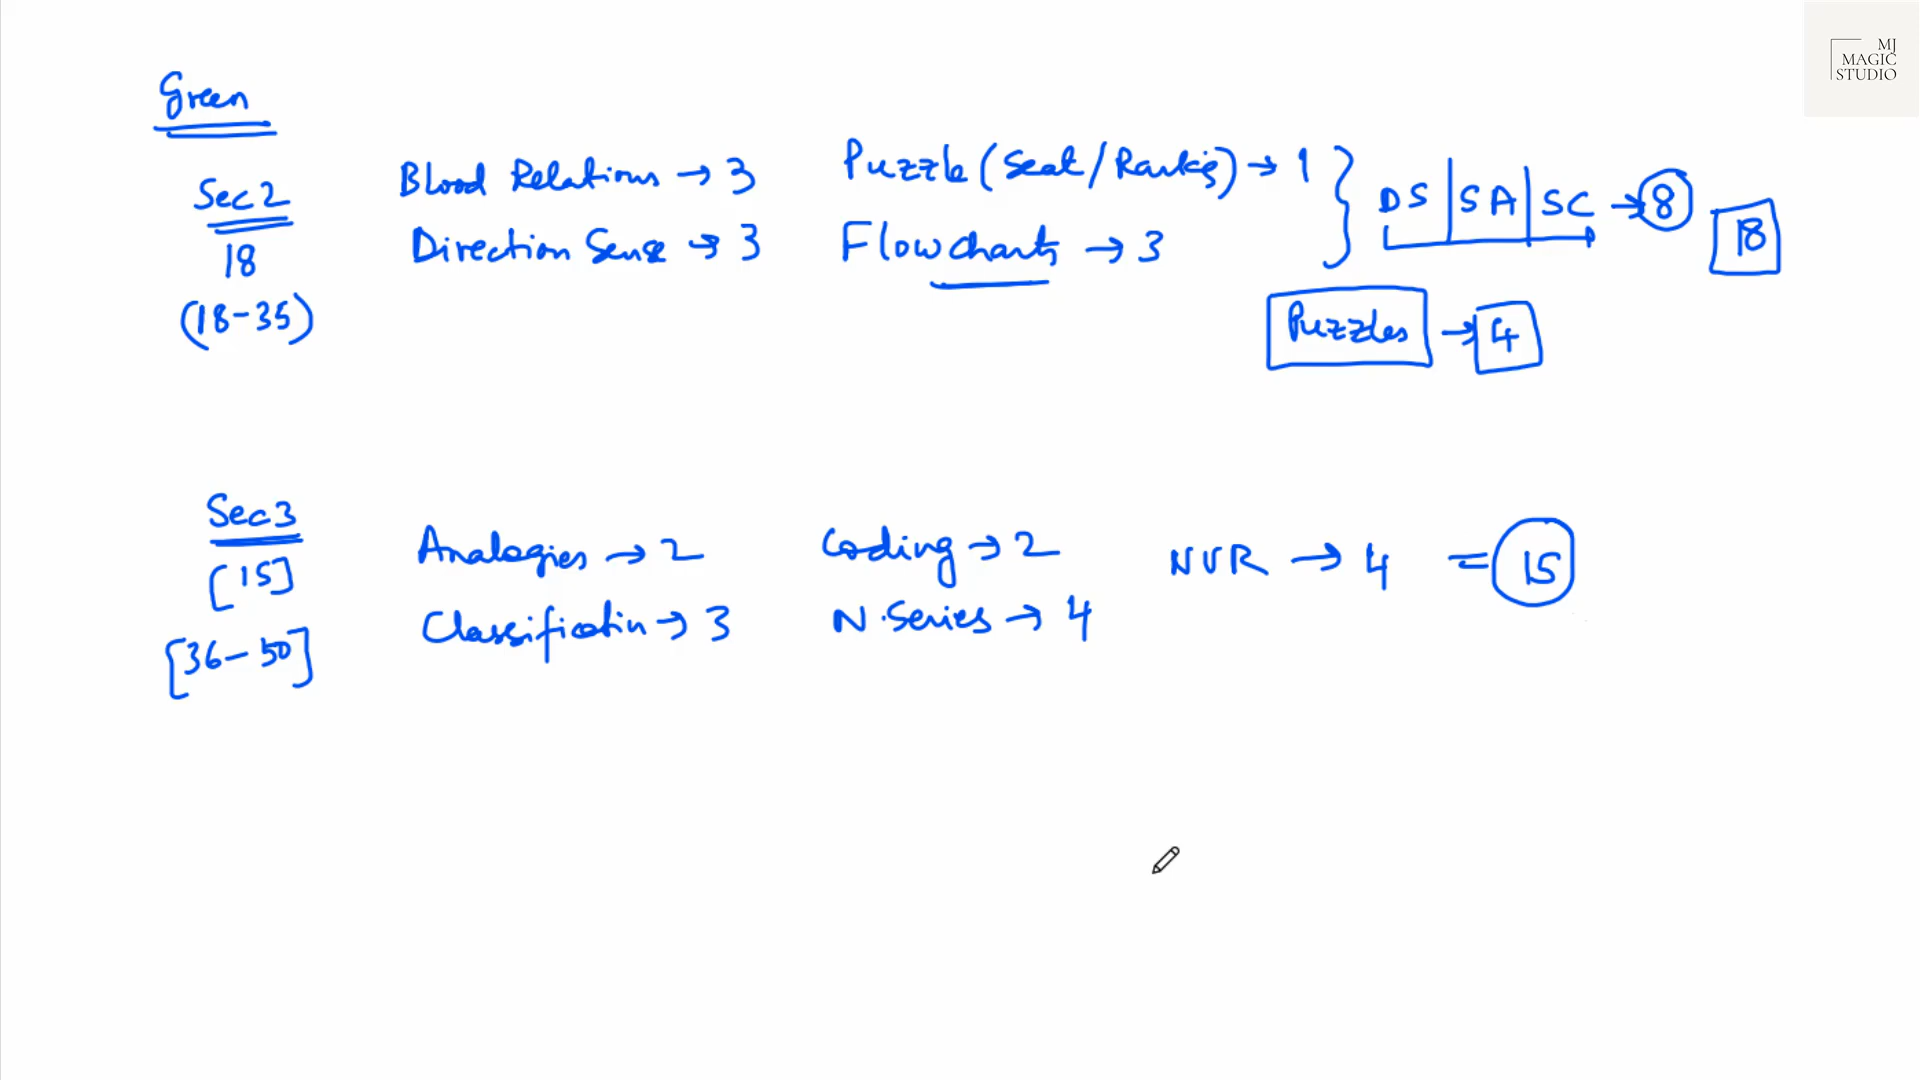 MJ
MAGIC
STUDIO
Green
Sec 2
18
(18-35)
Blood Relations → 3
Direction Sense → 3
Puzzle (Seat/Ranks) → 1
Flowcharts → 3
DS | SA | SC → 8
18
Puzzles → 4
Sec 3
[15]
[36-50]
Analogies → 2
Classificatin → 3
Coding → 2
N.Series → 4
NVR → 4 = 15